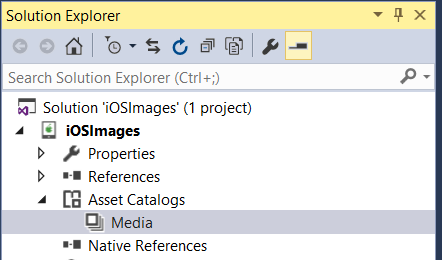 Solution Explorer
Search Solution Explorer (Ctrl+;)
Solution 'iOSImages' (1 project)
iOSImages
Properties
References
Asset Catalogs
Media
Native References